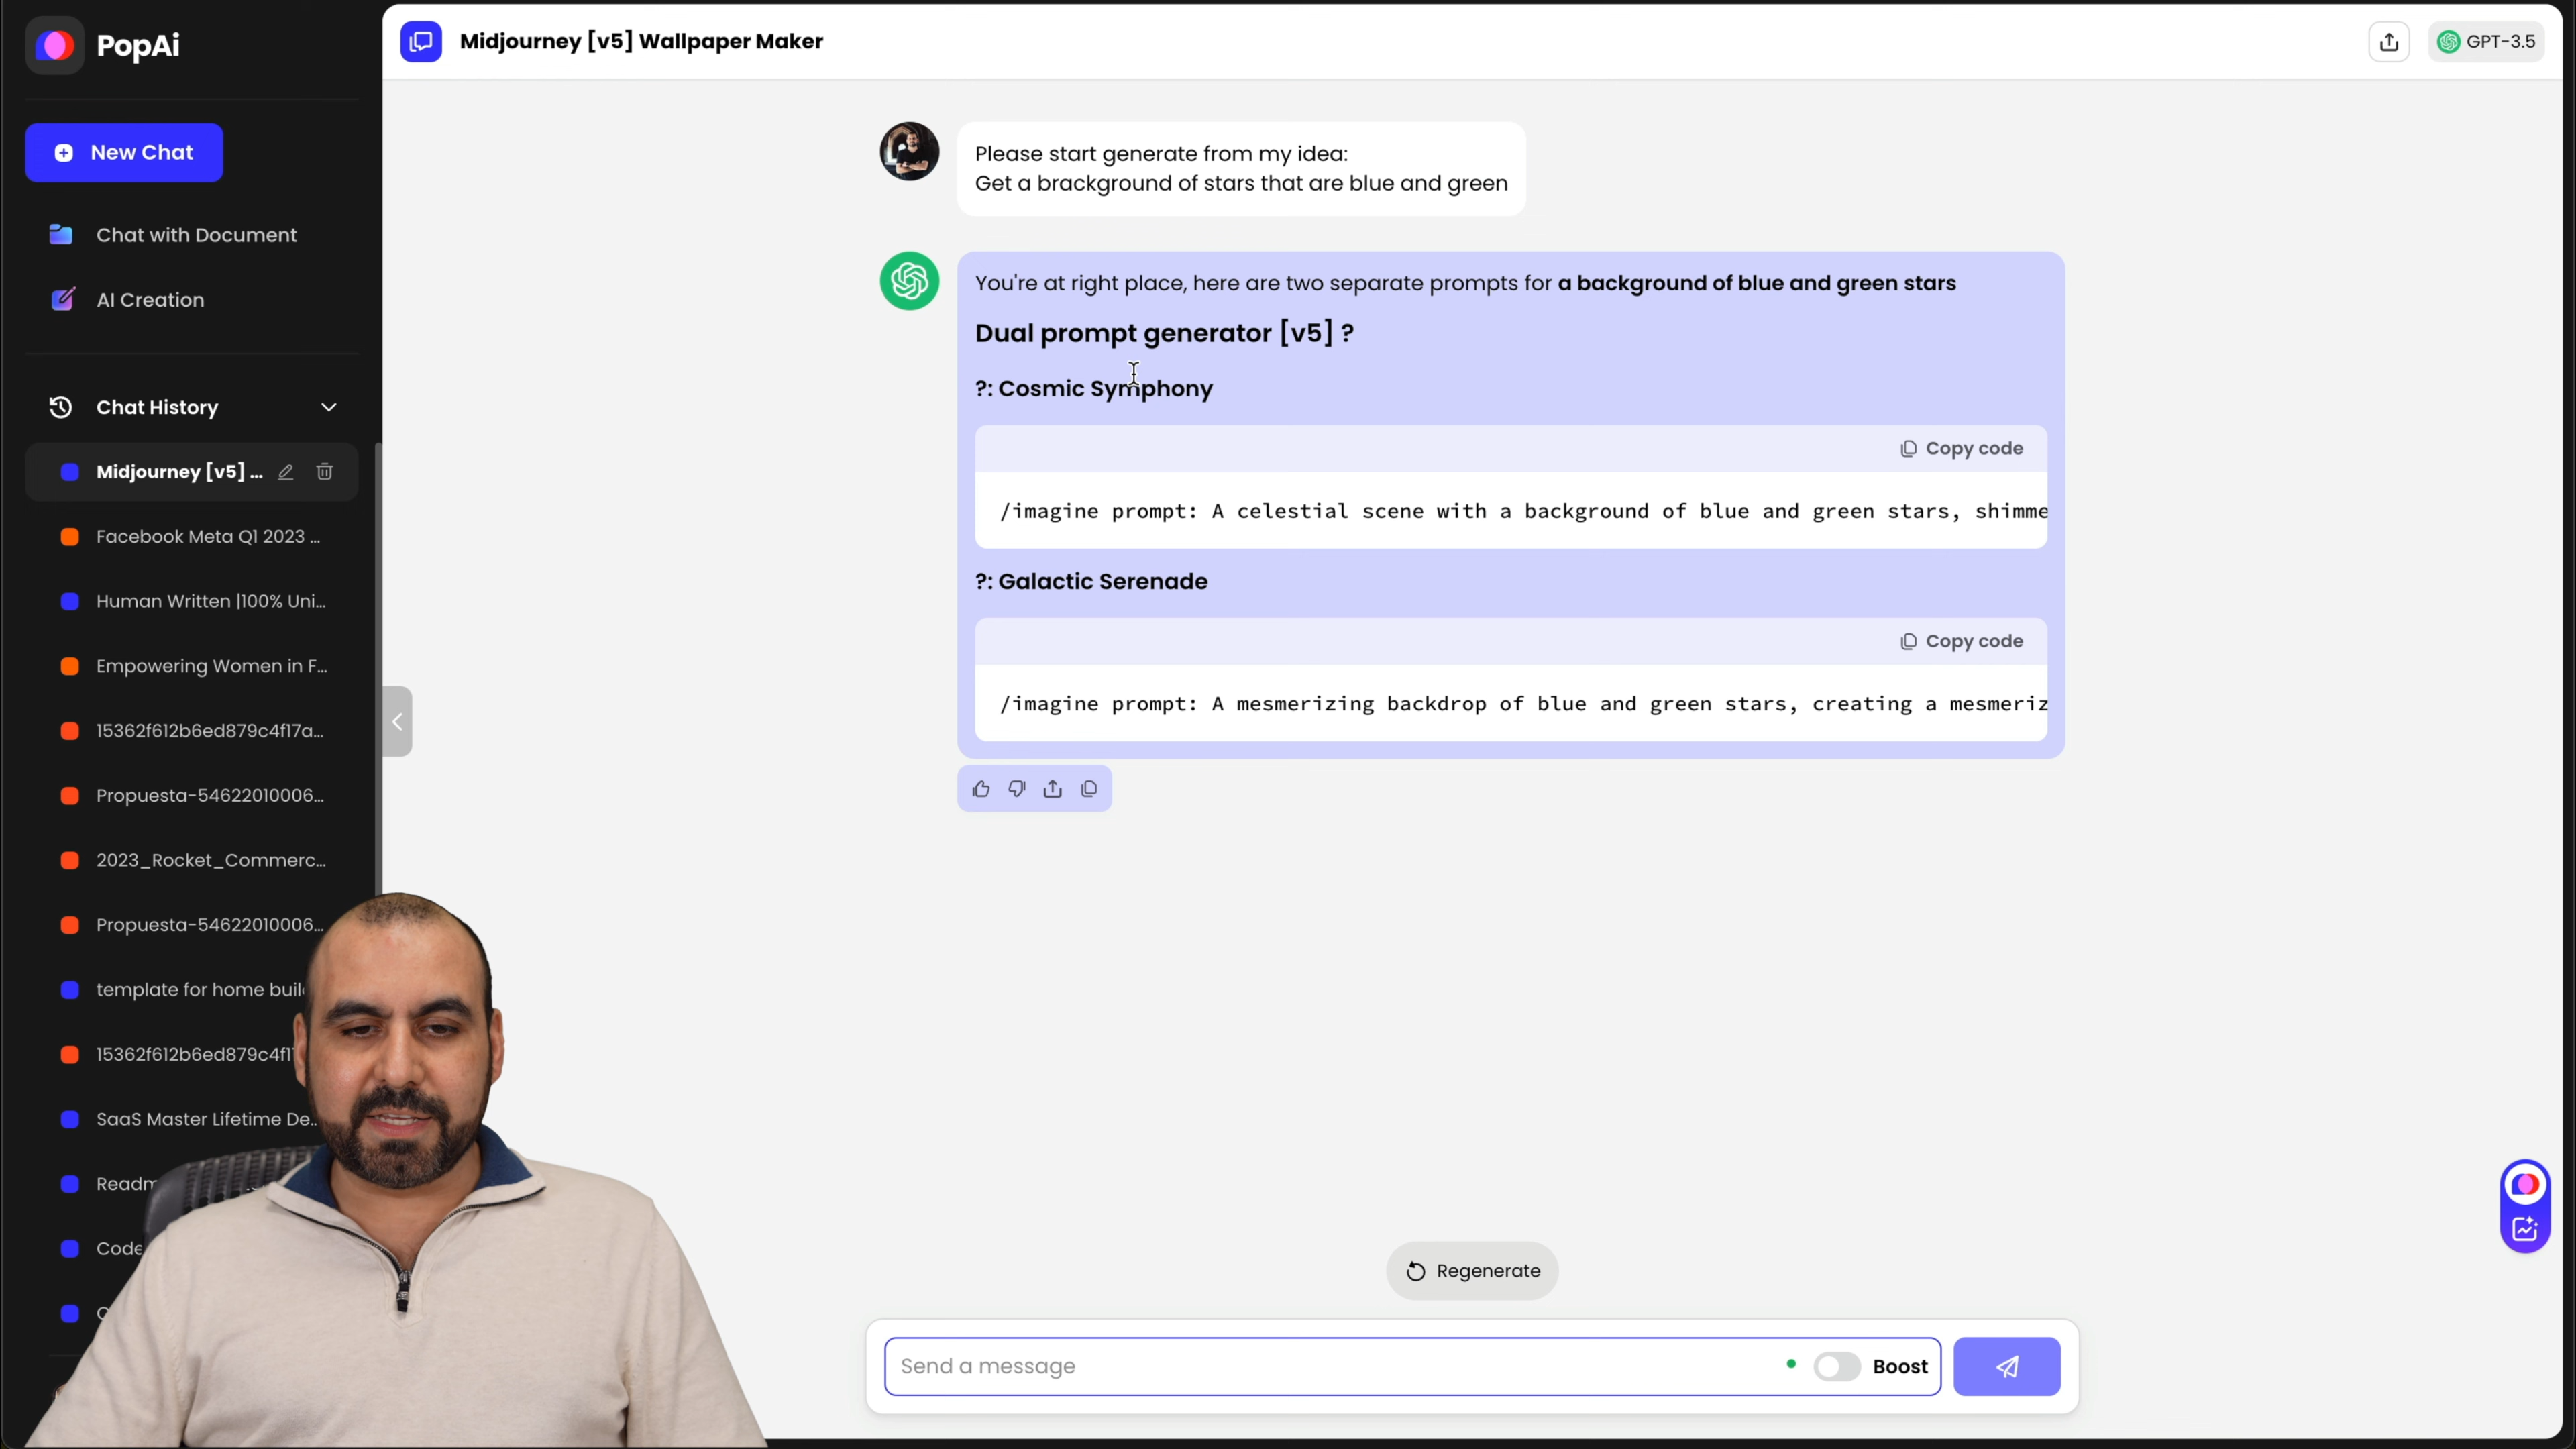 PopAi
New Chat
Chat with Document
AI Creation
Chat History
Midjourney [v5] ...
Facebook Meta Q1 2023 ...
Human Written |100% Uni...
Empowering Women in F...
15362f612b6ed879c4f17a...
Propuesta-54622010006...
2023_Rocket_Commerc...
Propuesta-54622010006...
template for home buil
15362f612b6ed879c4f1
SaaS Master Lifetime De..
Readm
Code
Midjourney [v5] Wallpaper Maker
GPT-3.5
Please start generate from my idea:
Get a brackground of stars that are blue and green
You're at right place, here are two separate prompts for a background of blue and green stars
Dual prompt generator [v5] ?
?: Cosmic Symphony
Copy code
/imagine prompt: A celestial scene with a background of blue and green stars, shimme
?: Galactic Serenade
Copy code
/imagine prompt: A mesmerizing backdrop of blue and green stars, creating a mesmeriz
Regenerate
Send a message
Boost